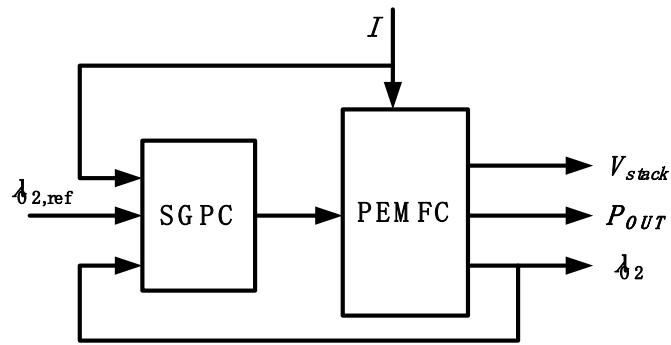 I
λO2,ref
SGPC
PEMFC
Vstack
POUT
λO2